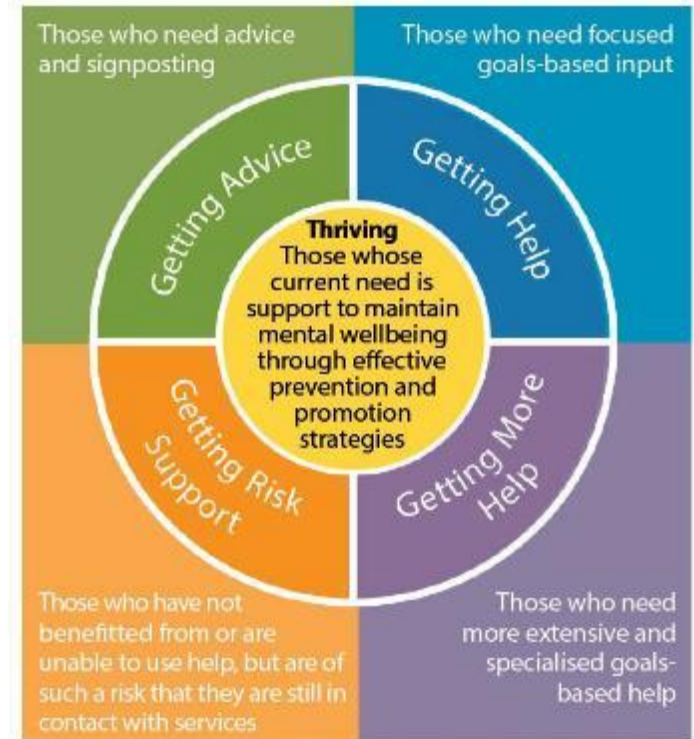 Those who need advice
and signposting
Those who need focused
goals-based input
Getting Advice
Getting Help
Thriving
Those whose
current need is
support to maintain
mental wellbeing
through effective
prevention and
promotion
strategies
Getting Risk
Support
Getting More
Help
Those who have not
benefitted from or are
unable to use help, but are of
such a risk that they are still in
contact with services
Those who need
more extensive and
specialised goals-
based help